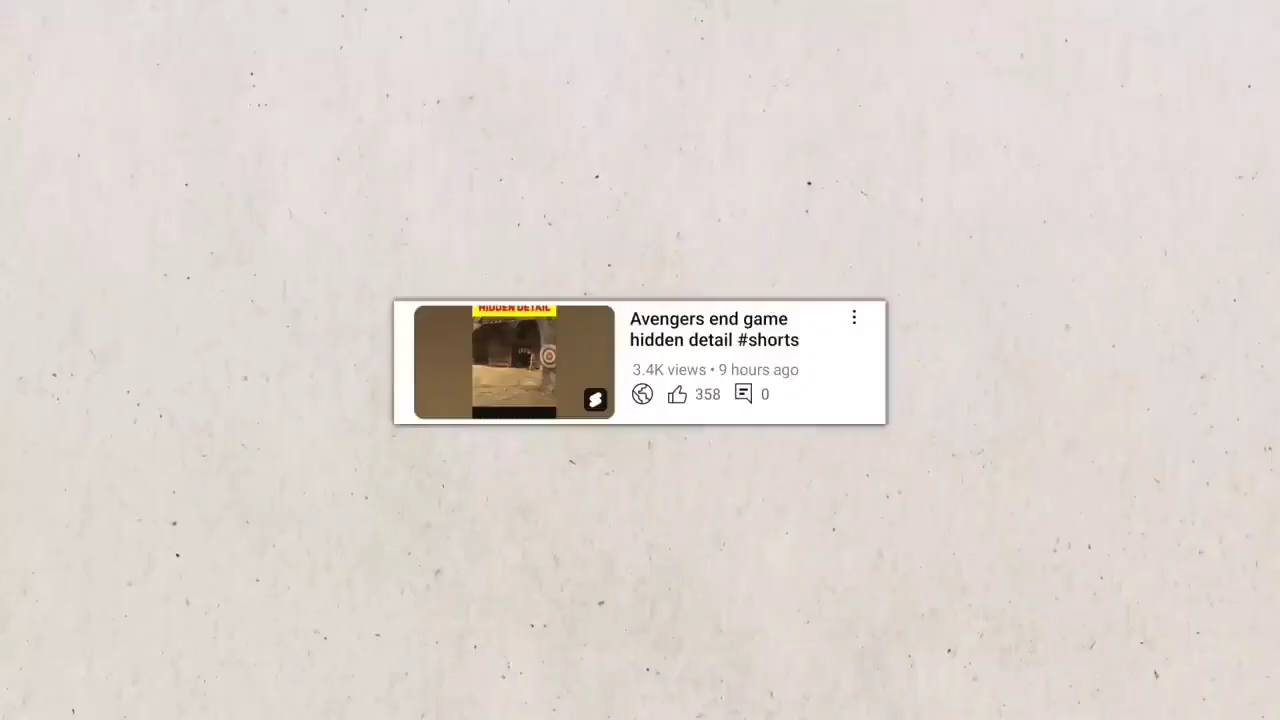 HIDDEN DETAIL
Avengers end game
hidden detail #shorts
3.4K views • 9 hours ago
358 0